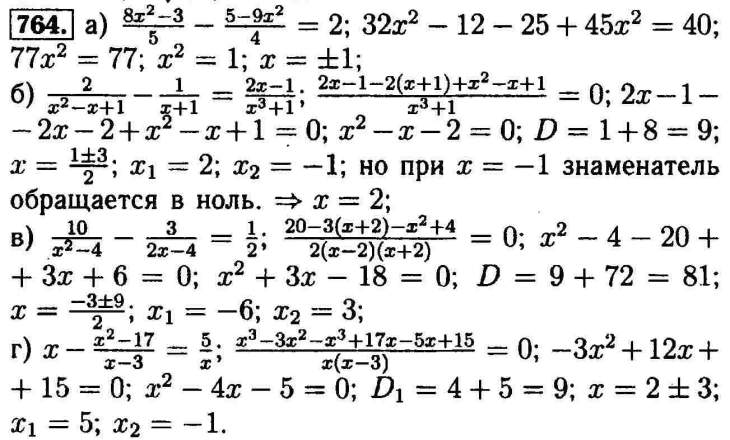 764. а) (8x² − 3)/5 − (5−9x²)/4 = 2; 32x² − 12 − 25 + 45x² = 40;
77x² = 77; x² = 1; x = ±1;
б) 2/(x²−x+1) − 1/(x+1) = (2x−1)/(x³+1); (2x−1−2(x+1)+x²−x+1)/(x³+1) = 0; 2x−1−
−2x−2+x²−x+1 = 0; x²−x−2 = 0; D = 1+8 = 9;
x = (1±3)/2; x₁ = 2; x₂ = −1; но при x = −1 знаменатель
обращается в ноль. ⇒ x = 2;
в) 10/(x²−4) − 3/(2x−4) = 1/2; (20−3(x+2)−x²+4)/(2(x−2)(x+2)) = 0; x² − 4 − 20 +
+ 3x + 6 = 0; x² + 3x − 18 = 0; D = 9 + 72 = 81;
x = (−3±9)/2; x₁ = −6; x₂ = 3;
г) x − (x²−17)/(x−3) = 5/x; (x³−3x²−x³+17x−5x+15)/(x(x−3)) = 0; −3x²+12x+
+ 15 = 0; x² − 4x − 5 = 0; D₁ = 4 + 5 = 9; x = 2 ± 3;
x₁ = 5; x₂ = −1.